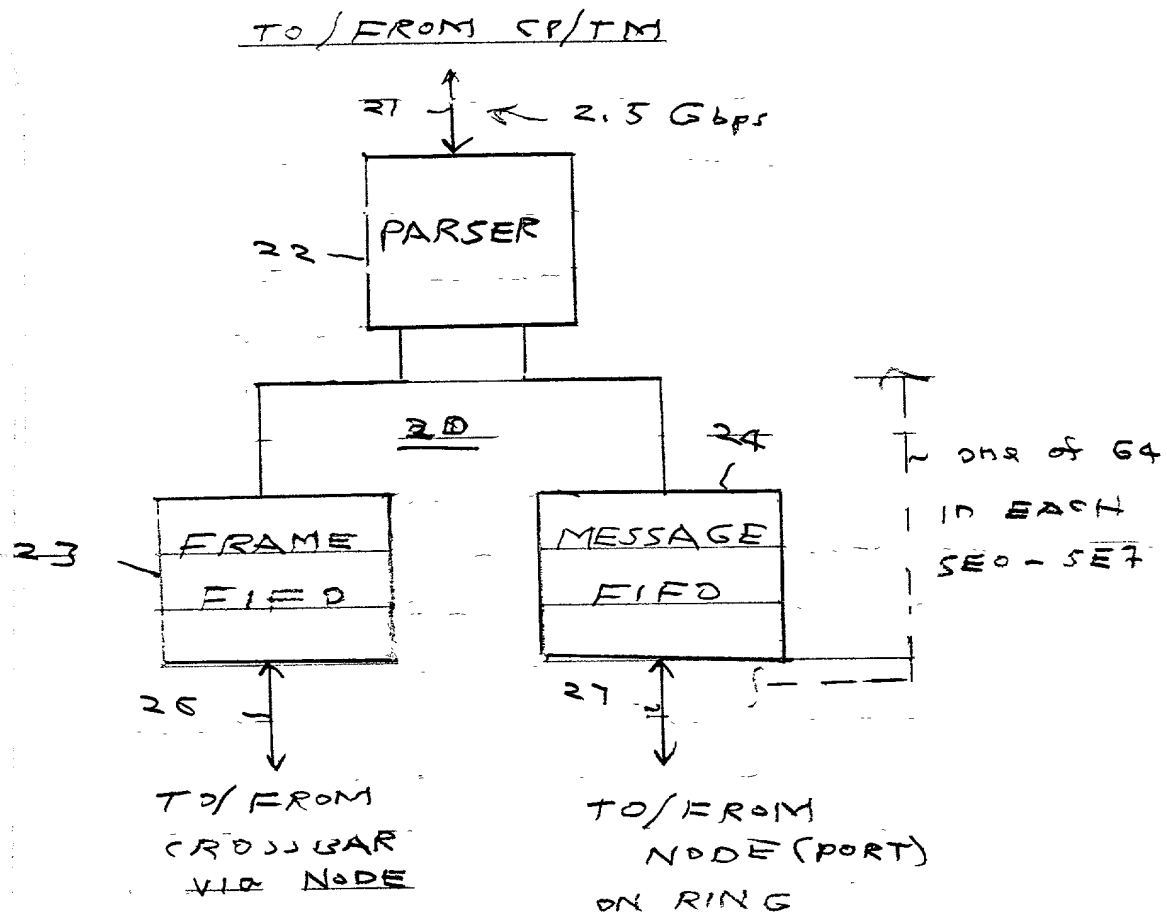 TO/FROM CP/TM
21
2.5 Gbps
PARSER
22
20
24
one of 64
IN EACH
SE0 - SE7
23
FRAME
FIFO
MESSAGE
FIFO
26
27
TO/FROM
CROSSBAR
VIA NODE
TO/FROM
NODE (PORT)
ON RING